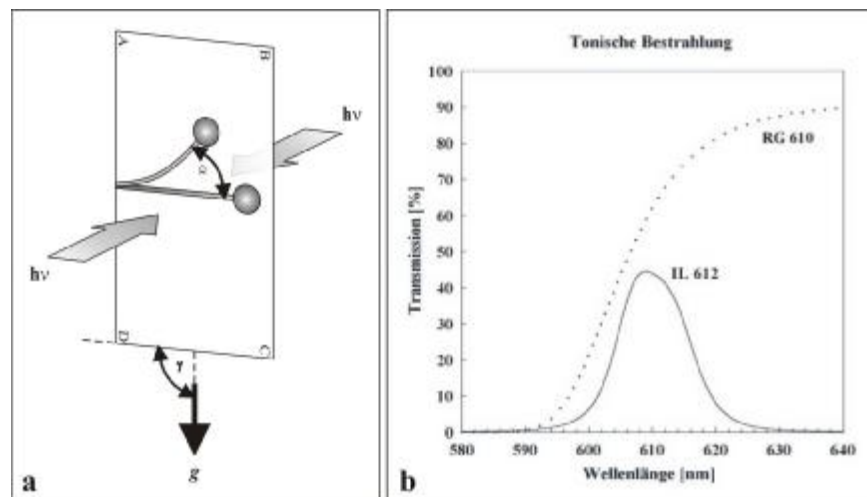 A
B
hν
α
hν
D
C
γ
g
a
Tonische Bestrahlung
100
90
80
70
60
50
40
30
20
10
0
Transmission [%]
RG 610
IL 612
580
590
600
610
620
630
640
Wellenlänge [nm]
b